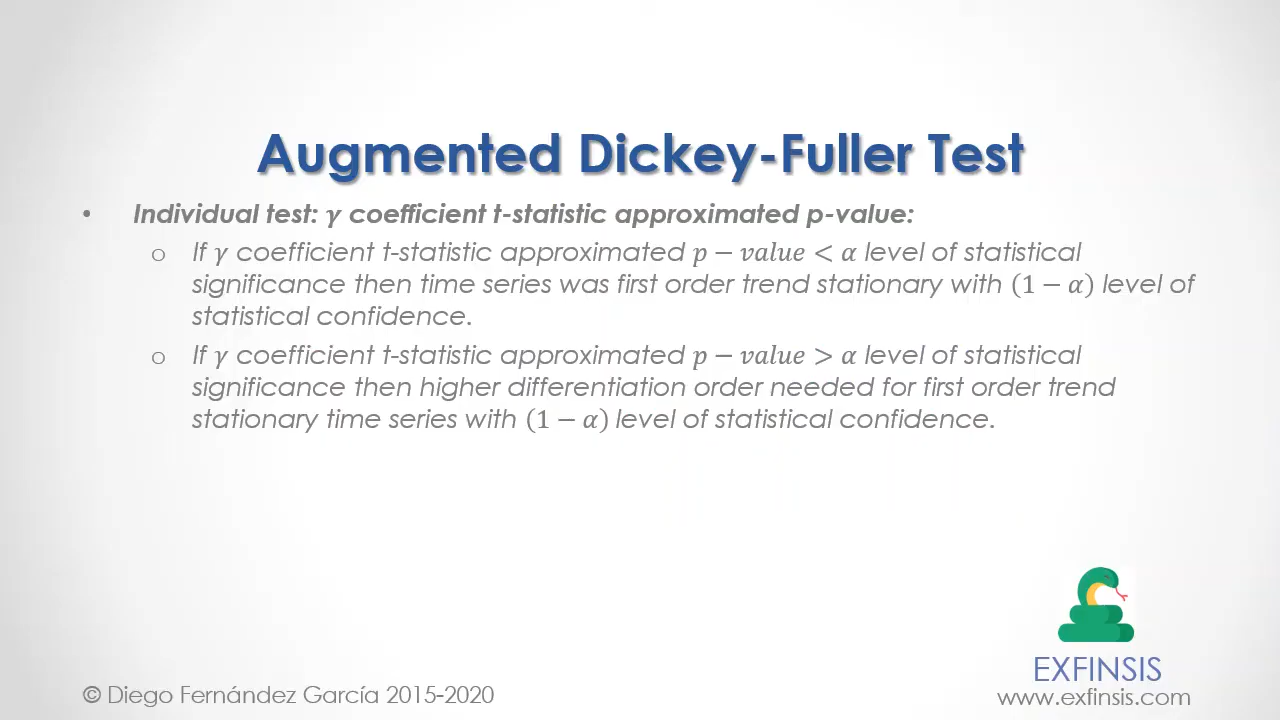 Augmented Dickey-Fuller Test
• Individual test: γ coefficient t-statistic approximated p-value:
o If γ coefficient t-statistic approximated p − value < α level of statistical
significance then time series was first order trend stationary with (1 − α) level of
statistical confidence.
o If γ coefficient t-statistic approximated p − value > α level of statistical
significance then higher differentiation order needed for first order trend
stationary time series with (1 − α) level of statistical confidence.
EXFINSIS
© Diego Fernández García 2015-2020
www.exfinsis.com